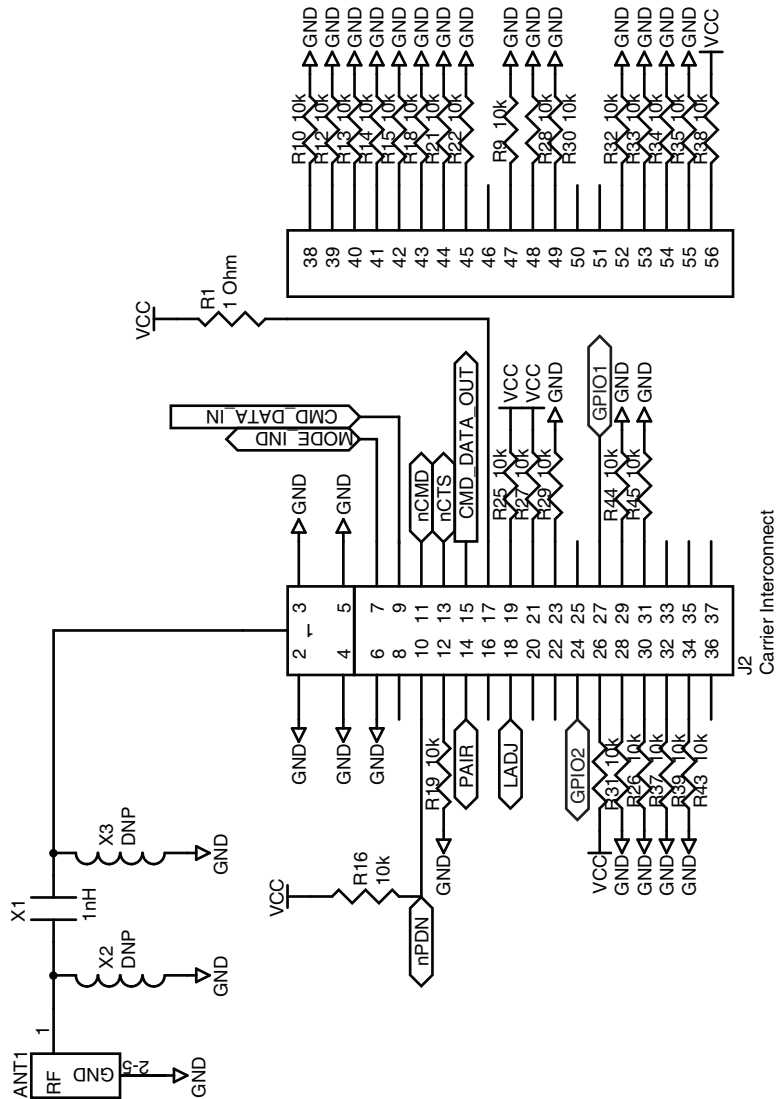 ANT1
RF
GND
1
2-5
GND
X2
DNP
GND
X1
1nH
X3
DNP
GND
VCC
R16
10k
nPDN
GND
R19 10k
PAIR
LADJ
GPIO2
VCC
R31 10k
GND
R26 10k
GND
R37 10k
GND
R39 10k
GND
R43 10k
GND
GND
GND
GND
GND
1
2 3
4 5
6 7
8 9
10 11
12 13
14 15
16 17
18 19
20 21
22 23
24 25
26 27
28 29
30 31
32 33
34 35
36 37
J2
Carrier Interconnect
MODE_IND
CMD_DATA_IN
nCMD
nCTS
CMD_DATA_OUT
VCC
R1
1 Ohm
R25 10k VCC
R27 10k VCC
R29 10k GND
GPIO1
R44 10k GND
R45 10k GND
38 R10 10k GND
39 R12 10k GND
40 R13 10k GND
41 R14 10k GND
42 R15 10k GND
43 R18 10k GND
44 R21 10k GND
45 R22 10k GND
46
47 R9 10k GND
48 R28 10k GND
49 R30 10k GND
50
51
52 R32 10k GND
53 R33 10k GND
54 R34 10k GND
55 R35 10k GND
56 R38 10k VCC